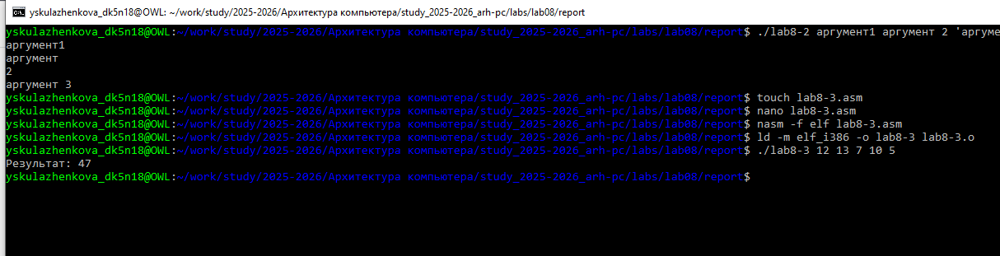 yskulazhenkova_dk5n18@OWL: ~/work/study/2025-2026/Архитектура компьютера/study_2025-2026_arh-pc/labs/lab08/report
yskulazhenkova_dk5n18@OWL:~/work/study/2025-2026/Архитектура компьютера/study_2025-2026_arh-pc/labs/lab08/report$ ./lab8-2 аргумент1 аргумент 2 'аргуме
аргумент1
аргумент
2
аргумент 3
yskulazhenkova_dk5n18@OWL:~/work/study/2025-2026/Архитектура компьютера/study_2025-2026_arh-pc/labs/lab08/report$ touch lab8-3.asm
yskulazhenkova_dk5n18@OWL:~/work/study/2025-2026/Архитектура компьютера/study_2025-2026_arh-pc/labs/lab08/report$ nano lab8-3.asm
yskulazhenkova_dk5n18@OWL:~/work/study/2025-2026/Архитектура компьютера/study_2025-2026_arh-pc/labs/lab08/report$ nasm -f elf lab8-3.asm
yskulazhenkova_dk5n18@OWL:~/work/study/2025-2026/Архитектура компьютера/study_2025-2026_arh-pc/labs/lab08/report$ ld -m elf_i386 -o lab8-3 lab8-3.o
yskulazhenkova_dk5n18@OWL:~/work/study/2025-2026/Архитектура компьютера/study_2025-2026_arh-pc/labs/lab08/report$ ./lab8-3 12 13 7 10 5
Результат: 47
yskulazhenkova_dk5n18@OWL:~/work/study/2025-2026/Архитектура компьютера/study_2025-2026_arh-pc/labs/lab08/report$